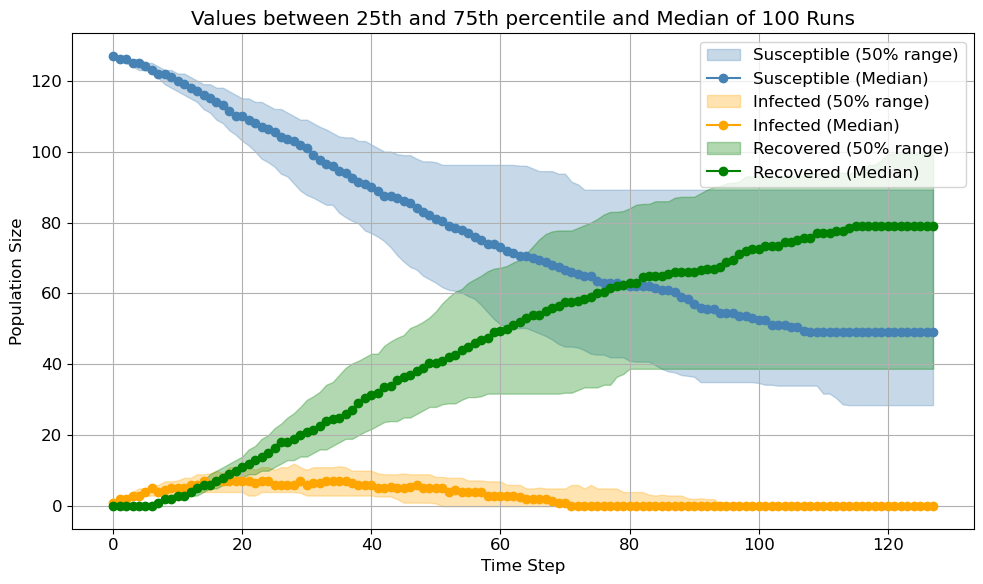 Values between 25th and 75th percentile and Median of 100 Runs
Susceptible (50% range)
Susceptible (Median)
Infected (50% range)
Infected (Median)
Recovered (50% range)
Recovered (Median)
Population Size
120
100
80
60
40
20
0
0 20 40 60 80 100 120
Time Step